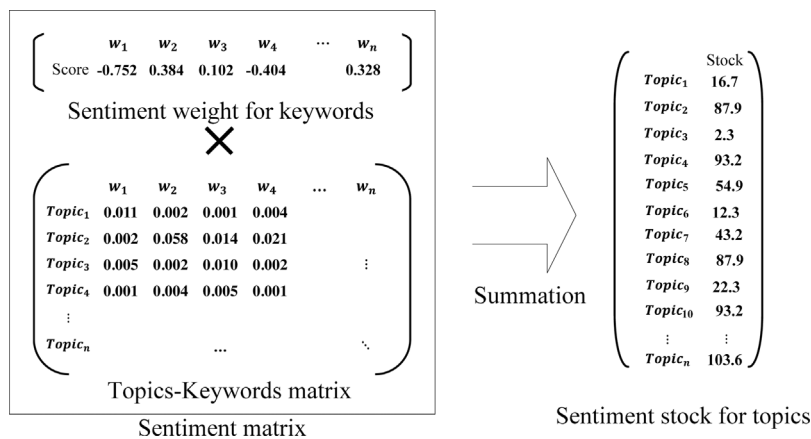 w1 w2 w3 w4 ... wn
Score -0.752 0.384 0.102 -0.404 0.328
Sentiment weight for keywords
×
w1 w2 w3 w4 ... wn
Topic1 0.011 0.002 0.001 0.004
Topic2 0.002 0.058 0.014 0.021
Topic3 0.005 0.002 0.010 0.002 ⋮
Topic4 0.001 0.004 0.005 0.001
⋮
Topicn ... ⋱
Topics-Keywords matrix
Sentiment matrix
Summation
Stock
Topic1 16.7
Topic2 87.9
Topic3 2.3
Topic4 93.2
Topic5 54.9
Topic6 12.3
Topic7 43.2
Topic8 87.9
Topic9 22.3
Topic10 93.2
⋮ ⋮
Topicn 103.6
Sentiment stock for topics